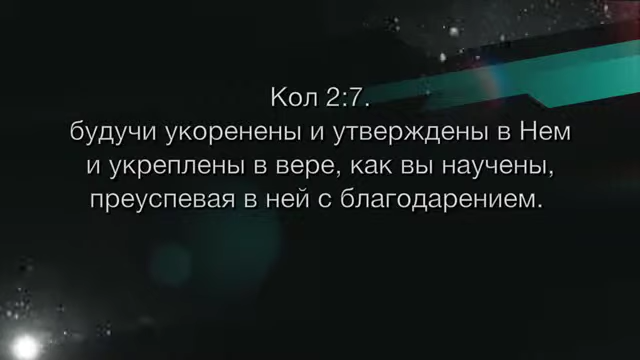 Кол 2:7.
будучи укоренены и утверждены в Нем
и укреплены в вере, как вы научены,
преуспевая в ней с благодарением.